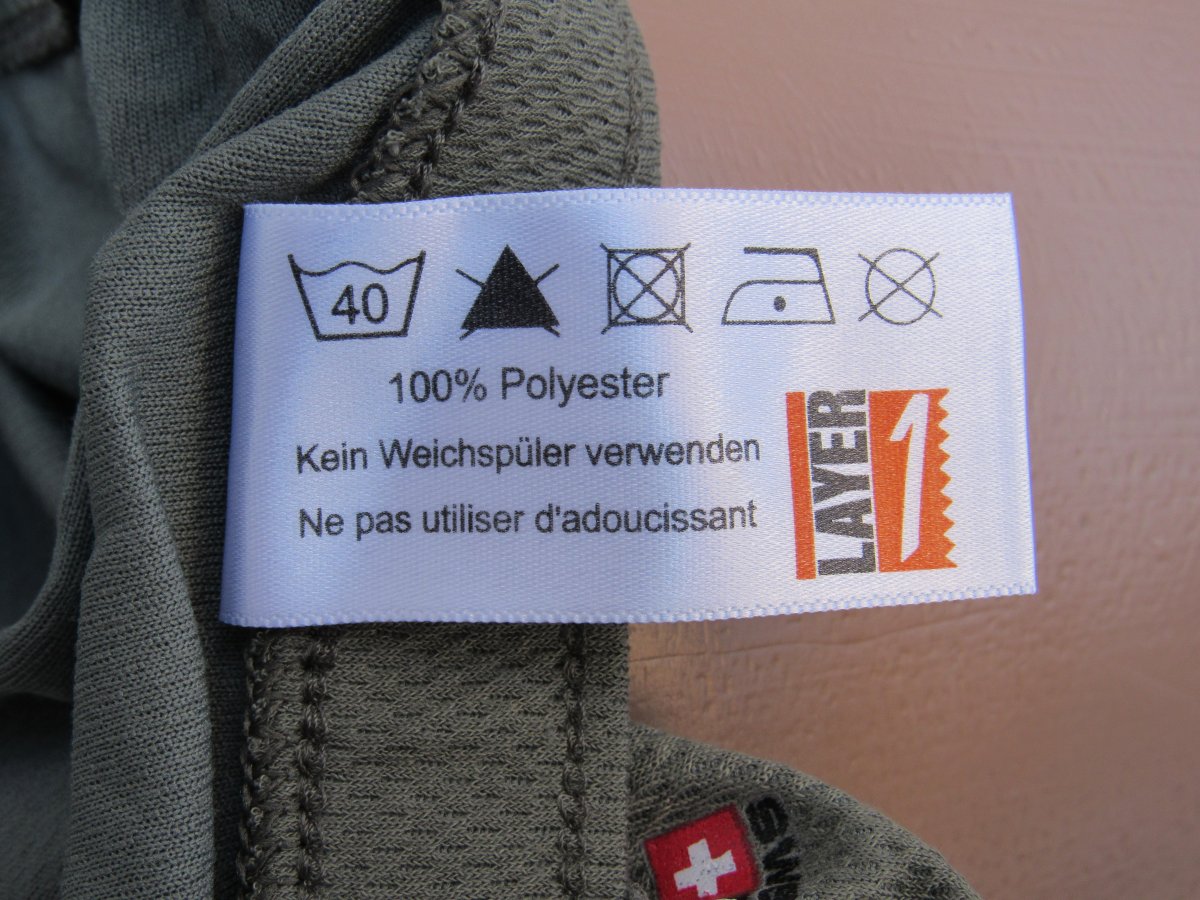 40
100% Polyester
Kein Weichspüler verwenden
Ne pas utiliser d'adoucissant
LAYER
1